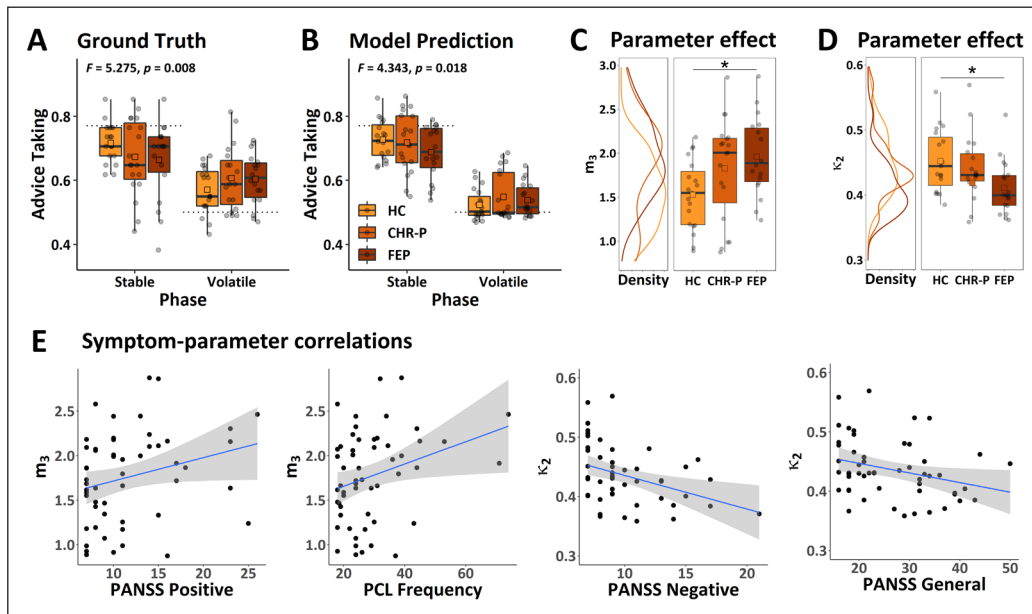 A Ground Truth
F = 5.275, p = 0.008
Advice Taking
0.8
0.6
0.4
Stable Volatile
Phase
B Model Prediction
F = 4.343, p = 0.018
Advice Taking
0.8
0.6
0.4
HC
CHR-P
FEP
Stable Volatile
Phase
C Parameter effect
*
m₃
3.0
2.5
2.0
1.5
1.0
Density HC CHR-P FEP
D Parameter effect
*
κ₂
0.6
0.5
0.4
0.3
Density HC CHR-P FEP
E Symptom-parameter correlations
m₃
2.5
2.0
1.5
1.0
10 15 20 25
PANSS Positive
m₃
2.5
2.0
1.5
1.0
20 40 60 80
PCL Frequency
κ₂
0.6
0.5
0.4
0.3
10 15 20
PANSS Negative
κ₂
0.6
0.5
0.4
0.3
20 30 40 50
PANSS General